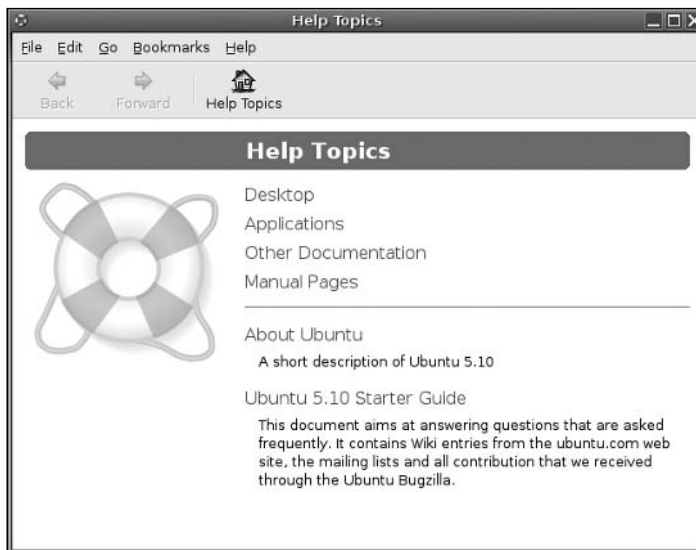 Help Topics
File Edit Go Bookmarks Help
Back Forward Help Topics
Help Topics
Desktop
Applications
Other Documentation
Manual Pages
About Ubuntu
A short description of Ubuntu 5.10
Ubuntu 5.10 Starter Guide
This document aims at answering questions that are asked
frequently. It contains Wiki entries from the ubuntu.com web
site, the mailing lists and all contribution that we received
through the Ubuntu Bugzilla.